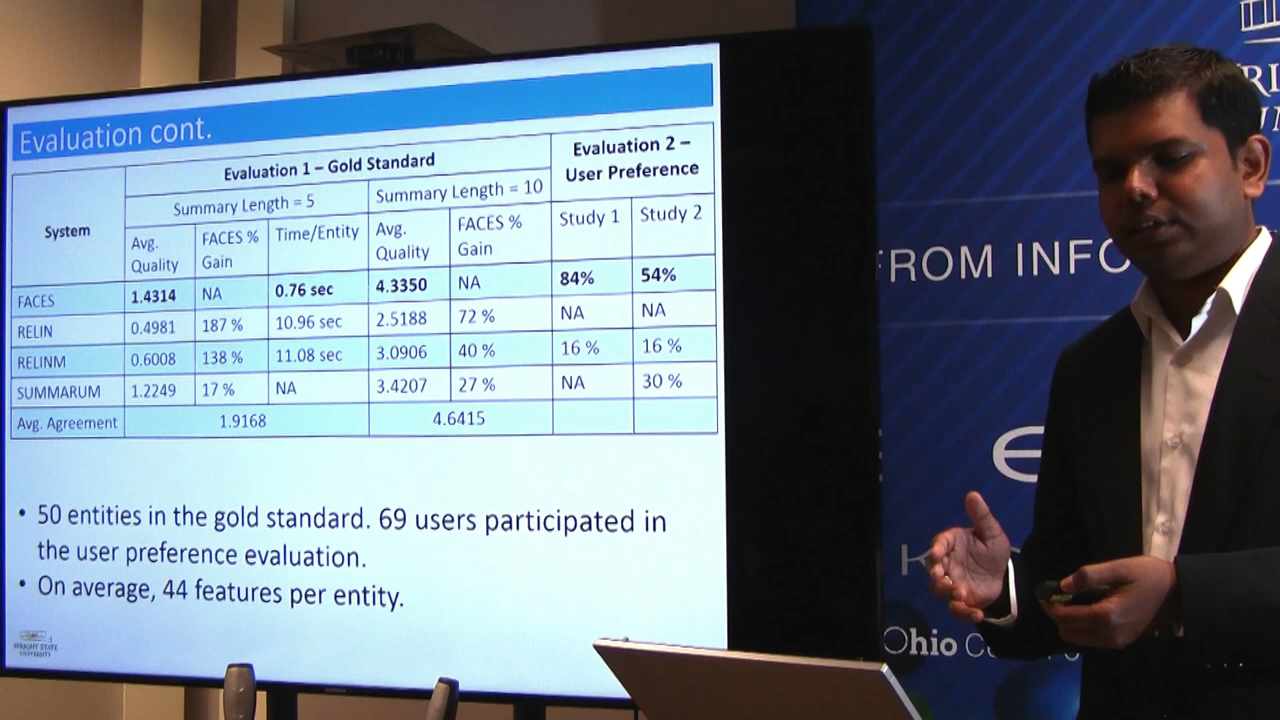 Evaluation cont.
System
Evaluation 1 – Gold Standard
Evaluation 2 –
User Preference
Summary Length = 5
Summary Length = 10
Avg.
Quality
FACES %
Gain
Time/Entity
Avg.
Quality
FACES %
Gain
Study 1
Study 2
FACES 1.4314 NA 0.76 sec 4.3350 NA 84% 54%
RELIN 0.4981 187 % 10.96 sec 2.5188 72 % NA NA
RELINM 0.6008 138 % 11.08 sec 3.0906 40 % 16 % 16 %
SUMMARUM 1.2249 17 % NA 3.4207 27 % NA 30 %
Avg. Agreement 1.9168 4.6415
• 50 entities in the gold standard. 69 users participated in
the user preference evaluation.
• On average, 44 features per entity.
WRIGHT STATE
UNIVERSITY
FROM INFO
Ohio C